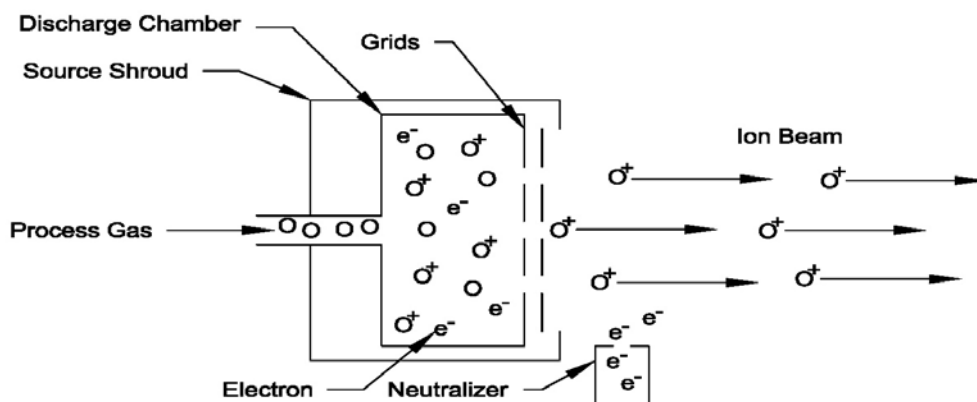 Discharge Chamber
Grids
Source Shroud
Ion Beam
e⁻ O O⁺
O⁺ O O⁺ O⁺
e⁻
Process Gas O O O O O O⁺ O⁺
O⁺
O⁺ O O⁺ O⁺
e⁻
O⁺ e⁻ e⁻ e⁻
e⁻
Electron Neutralizer e⁻